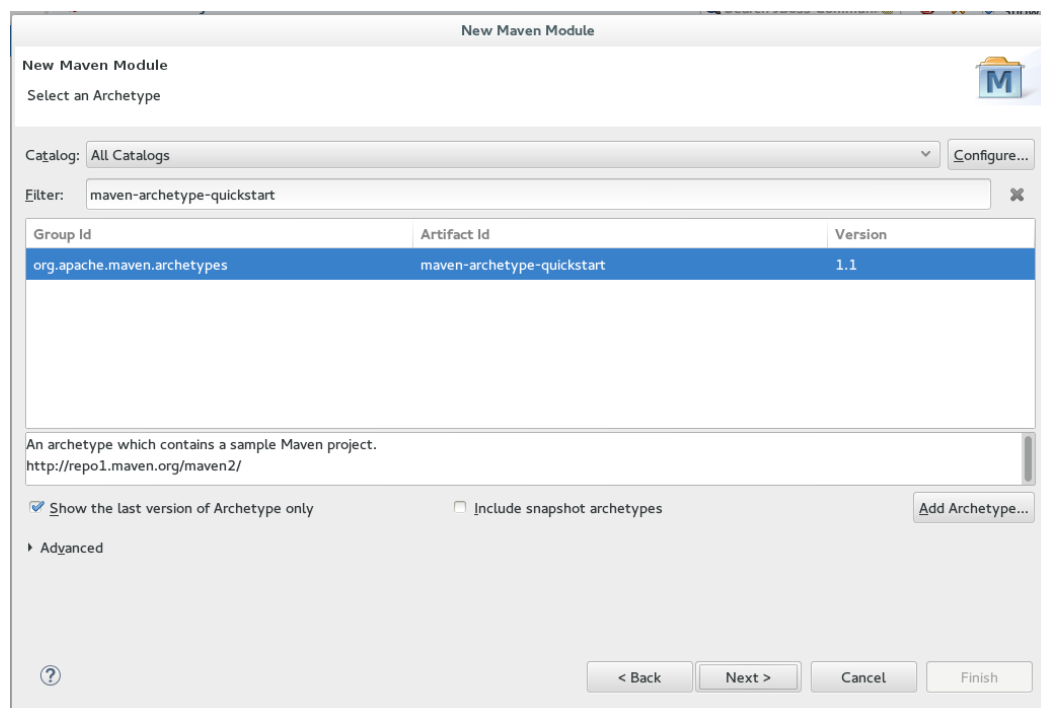 New Maven Module
New Maven Module
Select an Archetype
M
Catalog: All Catalogs Configure...
Filter: maven-archetype-quickstart
Group Id Artifact Id Version
org.apache.maven.archetypes maven-archetype-quickstart 1.1
An archetype which contains a sample Maven project.
http://repo1.maven.org/maven2/
Show the last version of Archetype only Include snapshot archetypes Add Archetype...
Advanced
? < Back Next > Cancel Finish